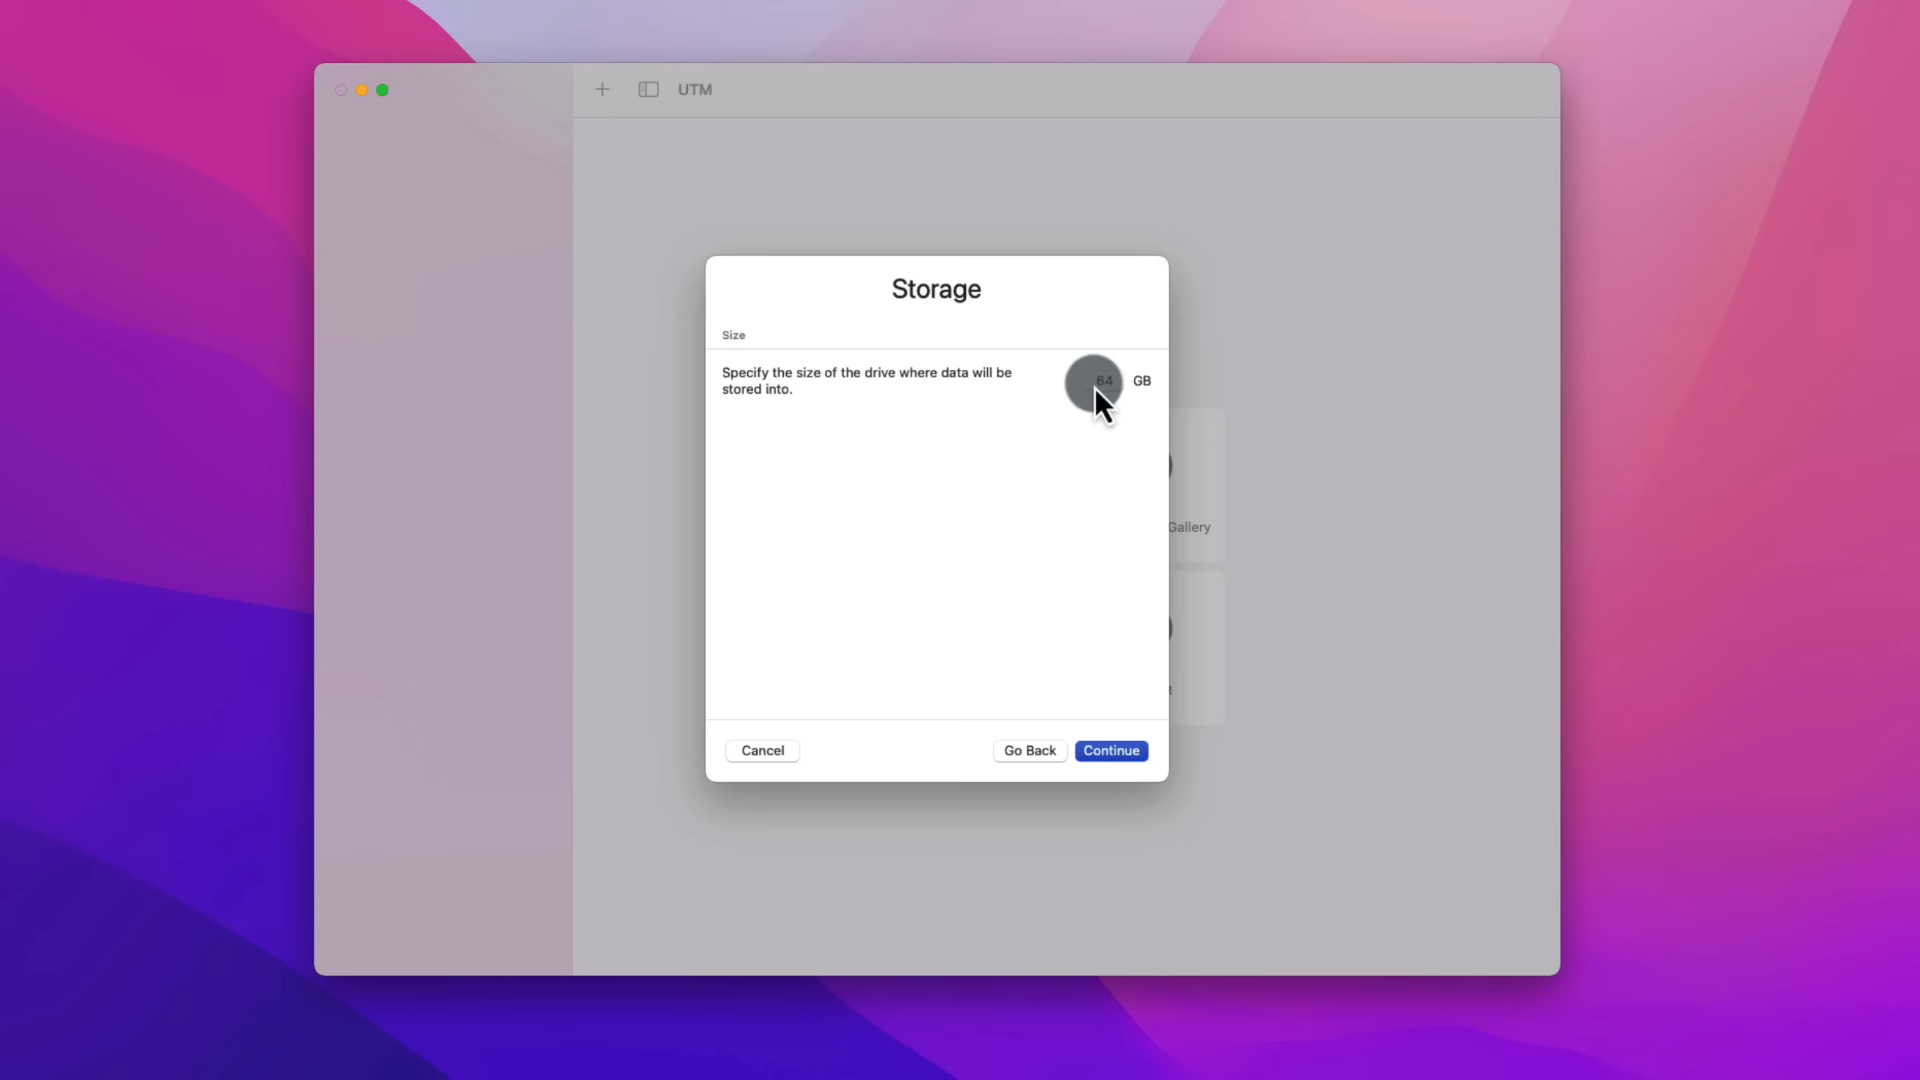 UTM
Storage
Size
Specify the size of the drive where data will be
stored into.
64 GB
Gallery
t
Cancel
Go Back
Continue